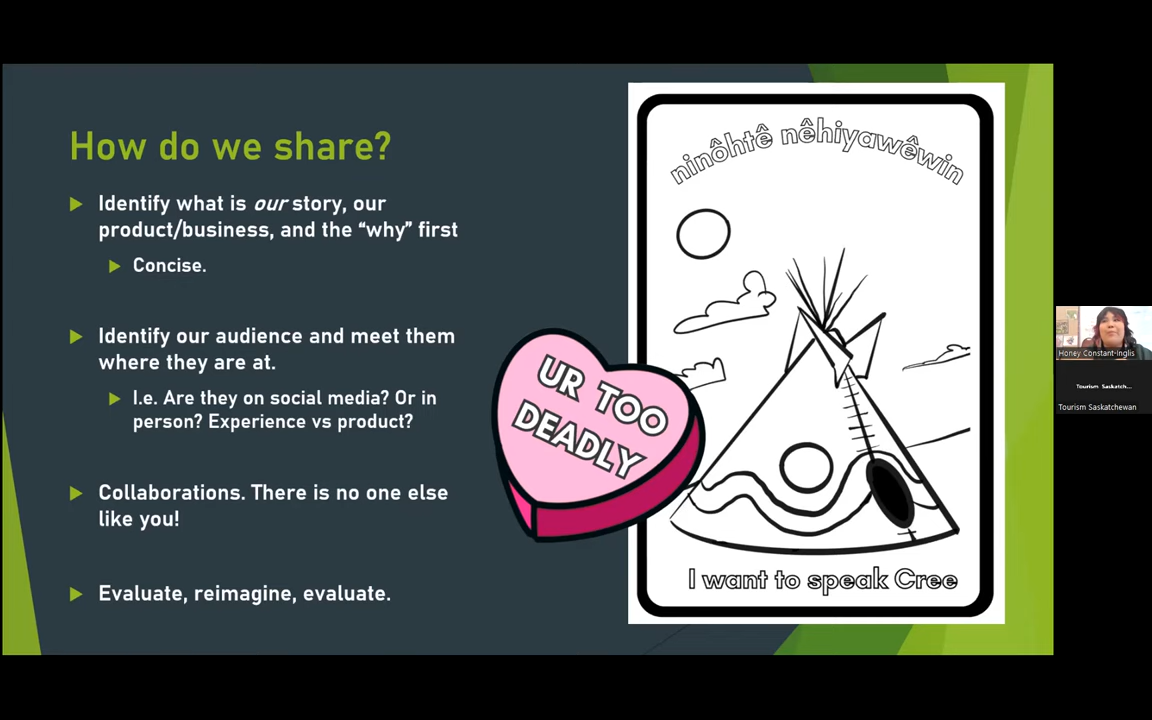 How do we share?
Identify what is our story, our
product/business, and the “why” first
Concise.
Identify our audience and meet them
where they are at.
I.e. Are they on social media? Or in
person? Experience vs product?
Collaborations. There is no one else
like you!
Evaluate, reimagine, evaluate.
UR TOO
DEADLY
ninôhtê nêhiyawêwin
I want to speak Cree
Honey Constant-Inglis
Tourism Saskatch...
Tourism Saskatchewan